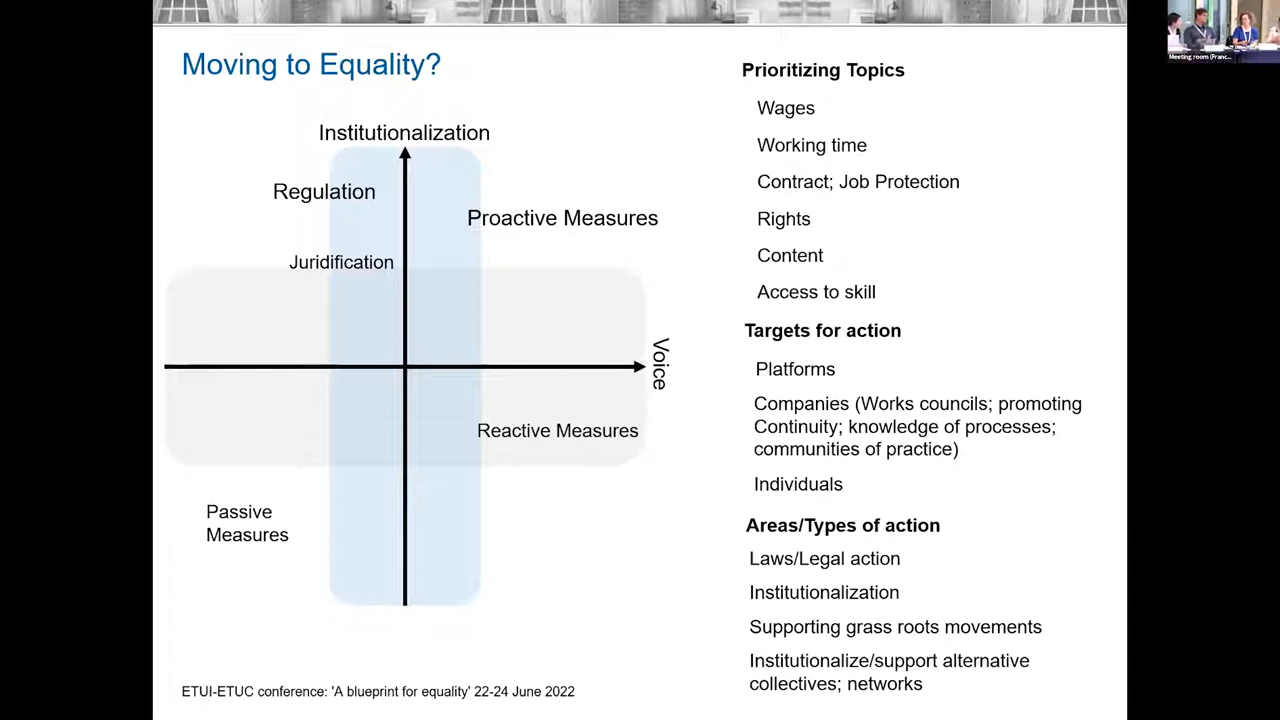 Moving to Equality?
Institutionalization
Regulation
Proactive Measures
Juridification
Voice
Reactive Measures
Passive
Measures
ETUI-ETUC conference: 'A blueprint for equality' 22-24 June 2022
Prioritizing Topics
Wages
Working time
Contract; Job Protection
Rights
Content
Access to skill
Targets for action
Platforms
Companies (Works councils; promoting
Continuity; knowledge of processes;
communities of practice)
Individuals
Areas/Types of action
Laws/Legal action
Institutionalization
Supporting grass roots movements
Institutionalize/support alternative
collectives; networks
Meeting room (Franc...